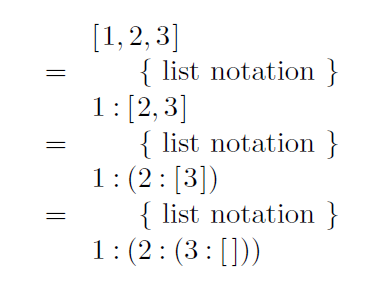 [1, 2, 3]
= { list notation }
1 : [2, 3]
= { list notation }
1 : (2 : [3])
= { list notation }
1 : (2 : (3 : [ ]))